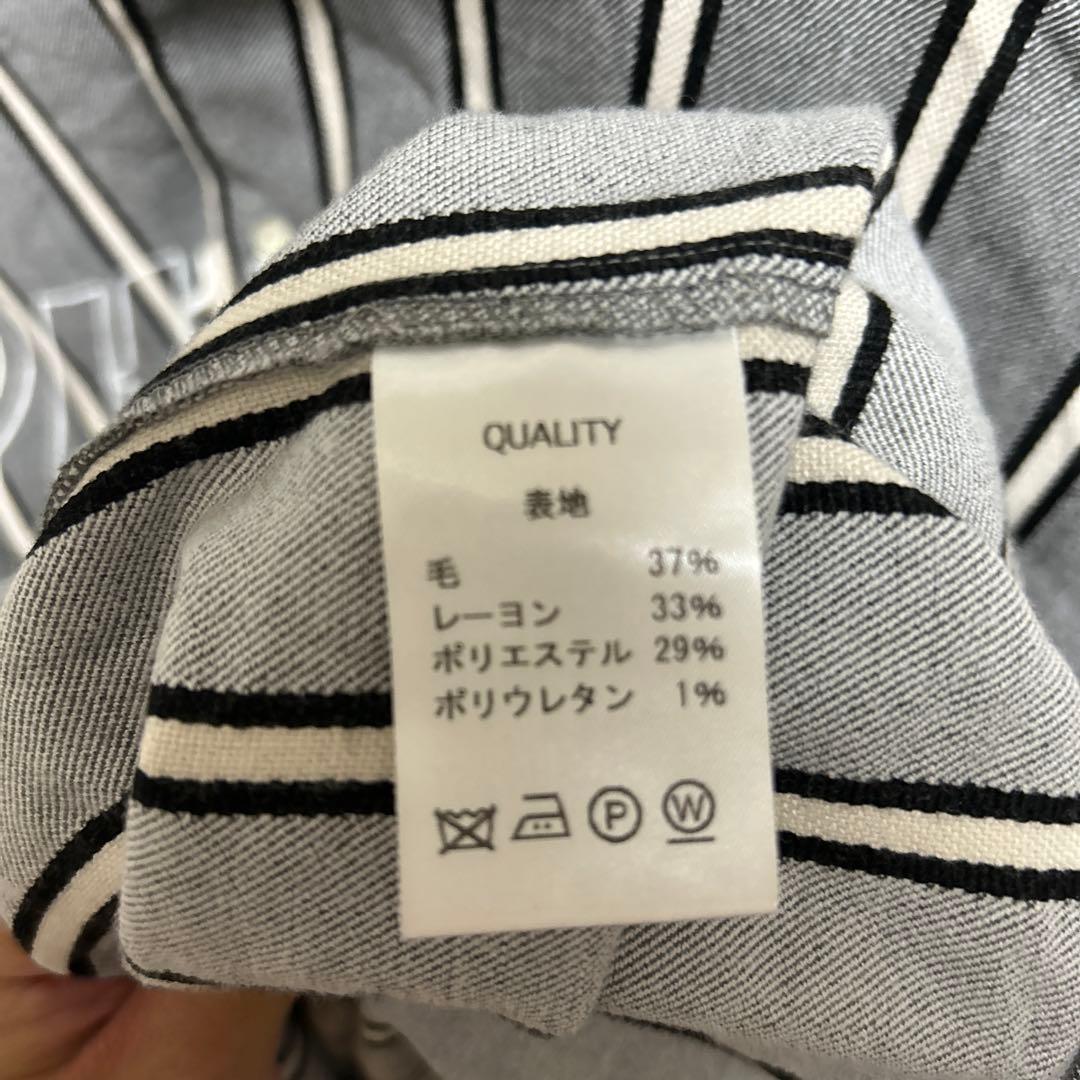 QUALITY
表地
毛 37%
レーヨン 33%
ポリエステル 29%
ポリウレタン 1%
P
W